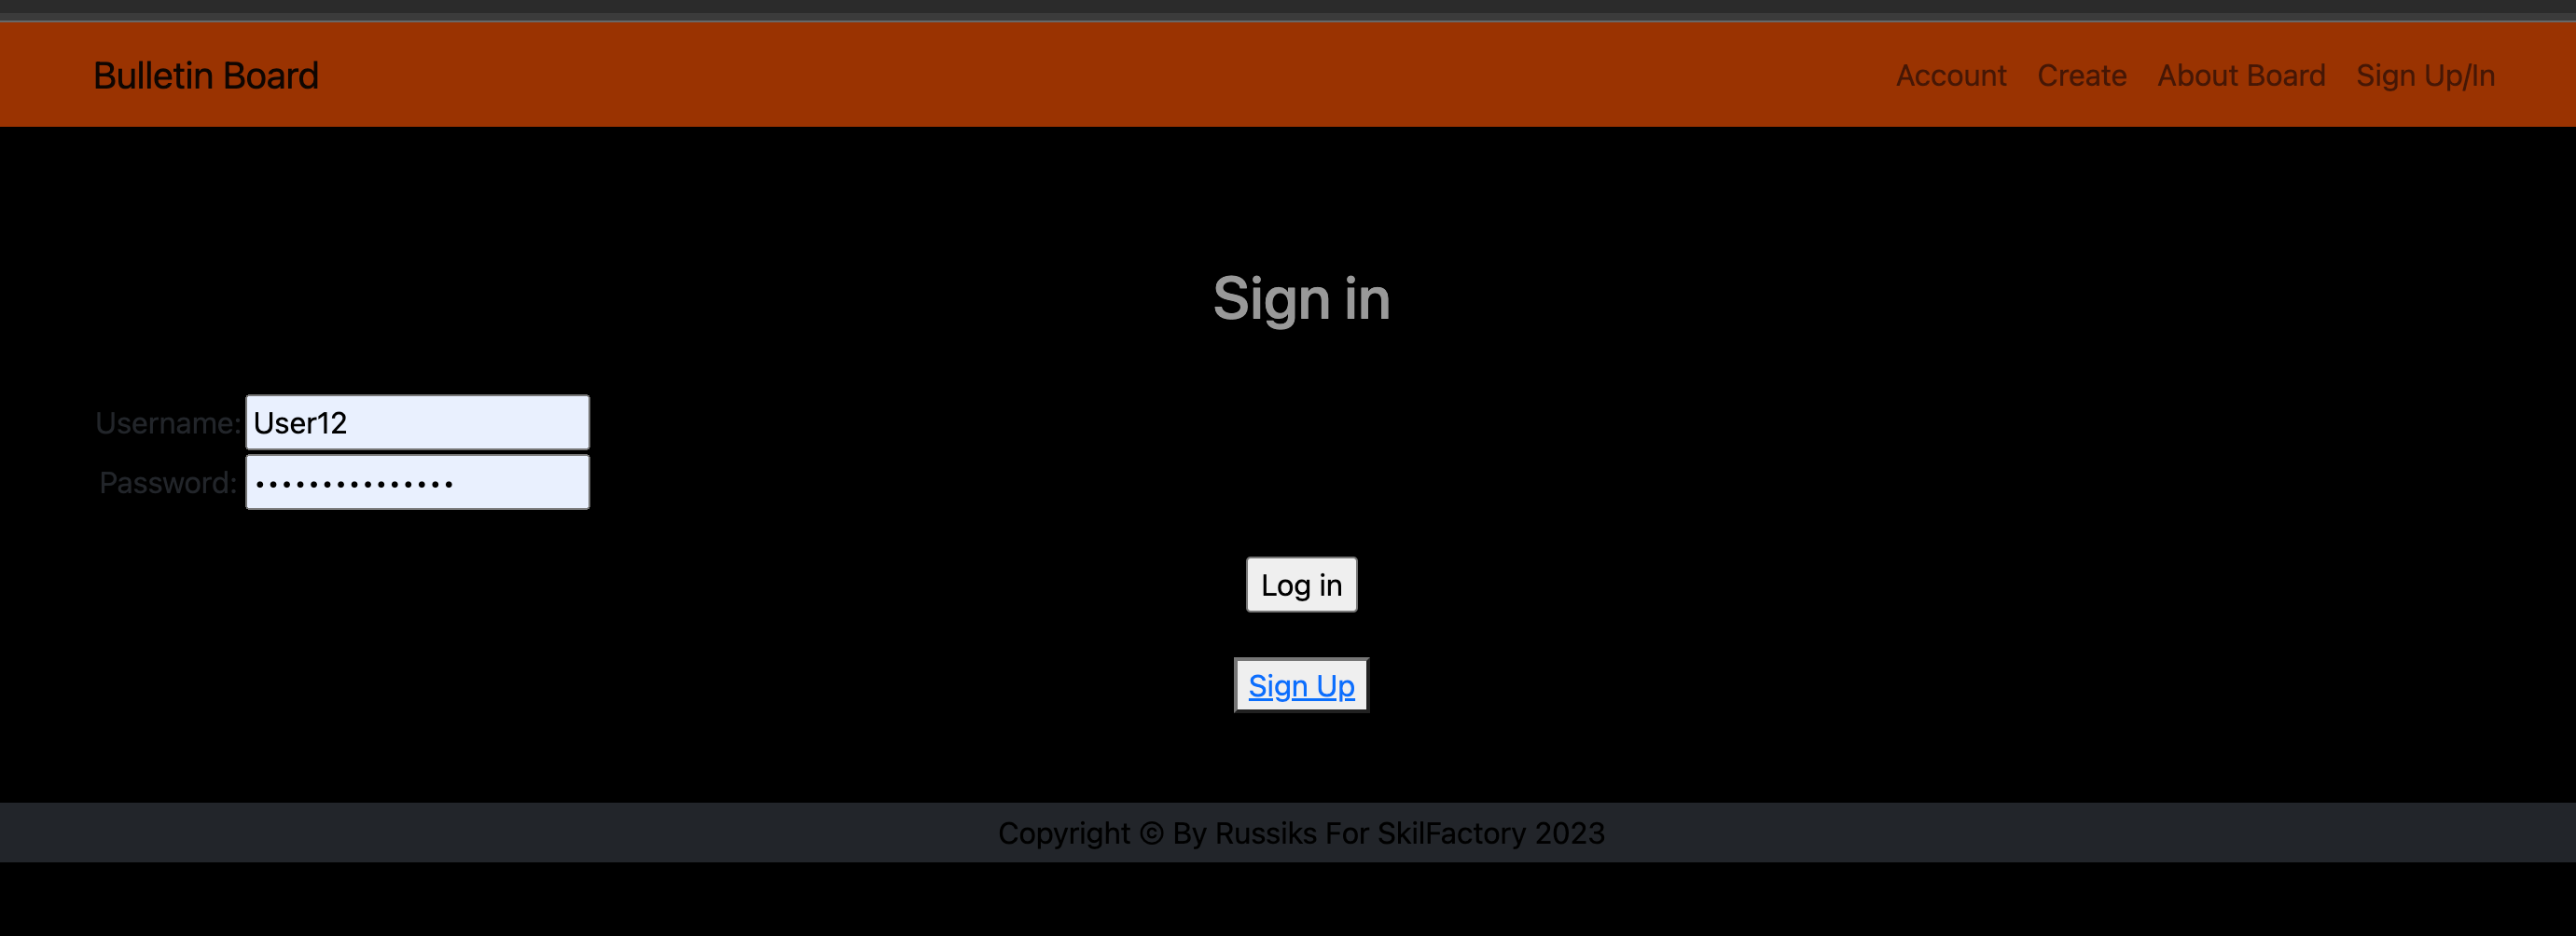 Bulletin Board Account Create About Board Sign Up/In
Sign in
Username: User12
Password: •••••••••••••••
Log in
Sign Up
Copyright © By Russiks For SkilFactory 2023